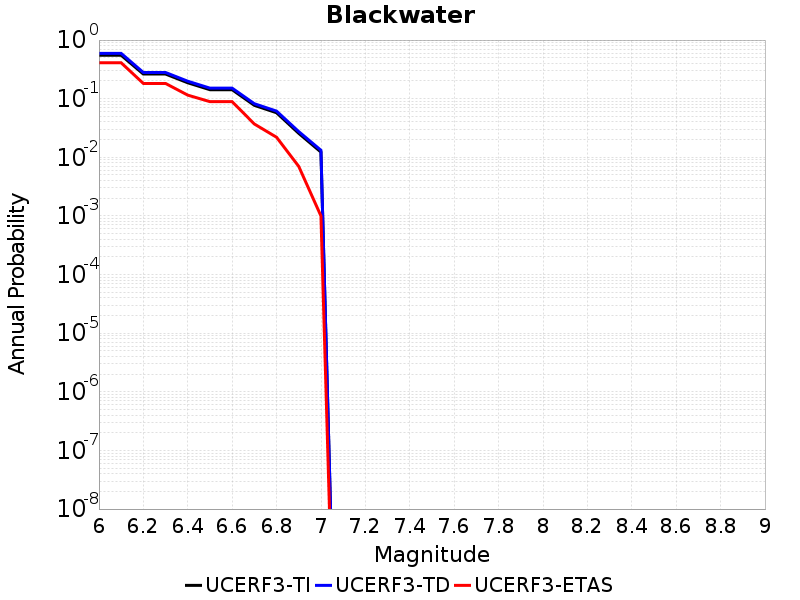 Blackwater
Annual Probability
10^0
10^-1
10^-2
10^-3
10^-4
10^-5
10^-6
10^-7
10^-8
6 6.2 6.4 6.6 6.8 7 7.2 7.4 7.6 7.8 8 8.2 8.4 8.6 8.8 9
Magnitude
UCERF3-TI UCERF3-TD UCERF3-ETAS